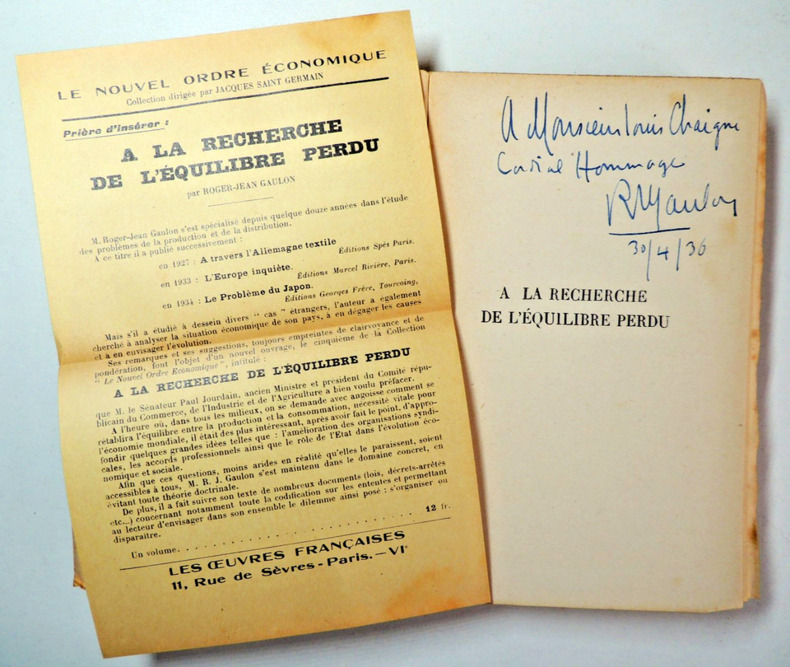 LE NOUVEL ORDRE ÉCONOMIQUE
Collection dirigée par JACQUES SAINT GERMAIN
Prière d'insérer :
A LA RECHERCHE
DE L'ÉQUILIBRE PERDU
par ROGER-JEAN GAULON
M. Roger-Jean Gaulon s'est spécialisé depuis quelque douze années dans l'étude
des problèmes de la production et de la distribution.
A ce titre il a publié successivement :
en 1927 : A travers l'Allemagne textile
Éditions Spès Paris.
en 1933 : L'Europe inquiète.
Éditions Marcel Rivière, Paris.
en 1934 : Le Problème du Japon.
Éditions Georges Frère, Tourcoing.
Mais s'il a étudié à dessein divers " cas " étrangers, l'auteur a également
cherché à analyser la situation économique de son pays, à en dégager les causes
et a en envisager l'évolution.
Ses remarques et ses suggestions, toujours empreintes de clairvoyance et de
pondération, font l'objet d'un nouvel ouvrage, le cinquième de la Collection
" Le Nouvel Ordre Economique ", intitulé :
A LA RECHERCHE DE L'ÉQUILIBRE PERDU
que M. le Sénateur Paul Jourdain, ancien Ministre et président du Comité répu-
blicain du Commerce, de l'Industrie et de l'Agriculture a bien voulu préfacer.
A l'heure où, dans tous les milieux, on se demande avec angoisse comment se
rétablira l'équilibre entre la production et la consommation, nécessité vitale pour
l'économie mondiale, il était des plus intéressant, après avoir fait le point, d'appro-
fondir quelques grandes idées telles que : l'amélioration des organisations syndi-
cales, les accords professionnels ainsi que le rôle de l'Etat dans l'évolution éco-
nomique et sociale.
Afin que ces questions, moins arides en réalité qu'elle le paraissent, soient
accessibles à tous, M. R. J. Gaulon s'est maintenu dans le domaine concret, en
évitant toute théorie doctrinale.
De plus, il a fait suivre son texte de nombreux documents (lois, décrets-arrêtés
etc...) concernant notamment toute la codification sur les ententes et permettant
au lecteur d'envisager dans son ensemble le dilemme ainsi posé : s'organiser ou
disparaître.
Un volume. . . . . . . . . . . . . . . . . . . . . 12 fr.
LES ŒUVRES FRANÇAISES
11, Rue de Sèvres - Paris. — VIe
A Monsieur Louis Chaigne
Cordial Hommage
RJGaulon
30/4/36
A LA RECHERCHE
DE L'ÉQUILIBRE PERDU